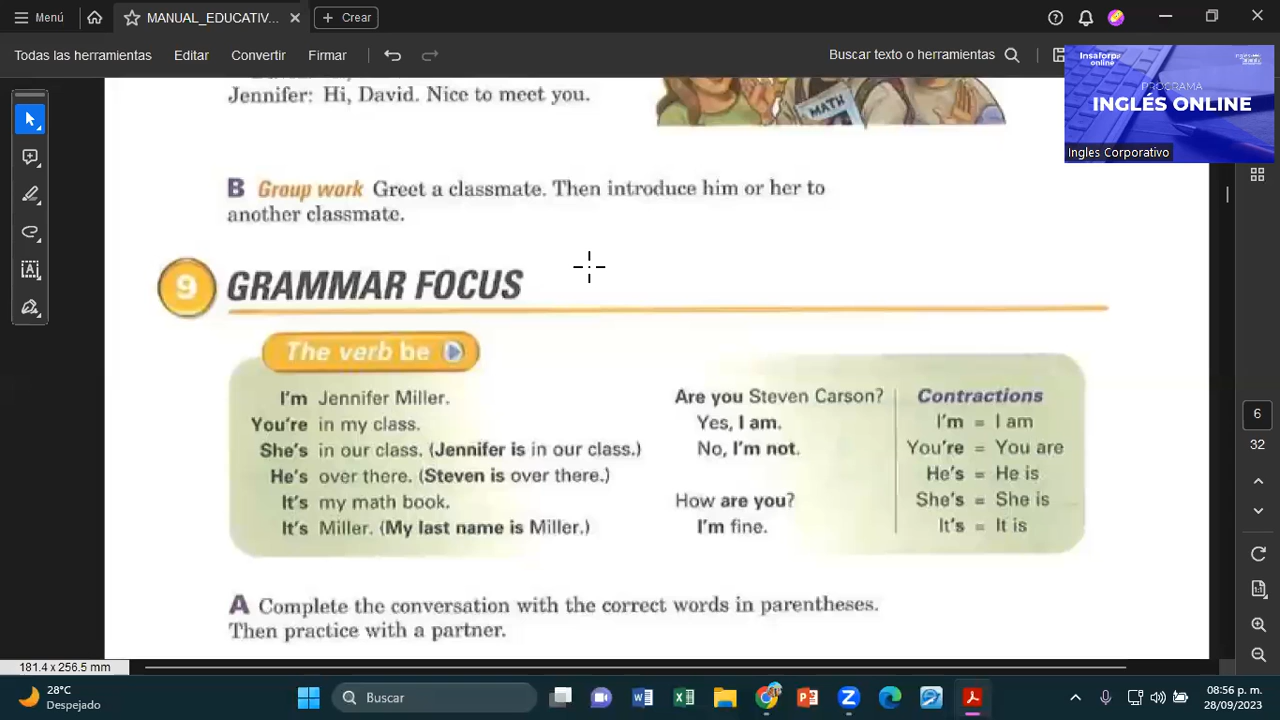 Menú
MANUAL_EDUCATIV...
Crear
Todas las herramientas
Editar
Convertir
Firmar
Buscar texto o herramientas
Insaforp
online
PROGRAMA
INGLÉS ONLINE
Ingles Corporativo
Jennifer: Hi, David. Nice to meet you.
MATH
B Group work Greet a classmate. Then introduce him or her to
another classmate.
9 GRAMMAR FOCUS
The verb be
I'm Jennifer Miller.
You're in my class.
She's in our class. (Jennifer is in our class.)
He's over there. (Steven is over there.)
It's my math book.
It's Miller. (My last name is Miller.)
Are you Steven Carson?
Yes, I am.
No, I'm not.
How are you?
I'm fine.
Contractions
I'm = I am
You're = You are
He's = He is
She's = She is
It's = It is
A Complete the conversation with the correct words in parentheses.
Then practice with a partner.
6
32
181.4 x 256.5 mm
28°C
Despejado
Buscar
08:56 p. m.
28/09/2023